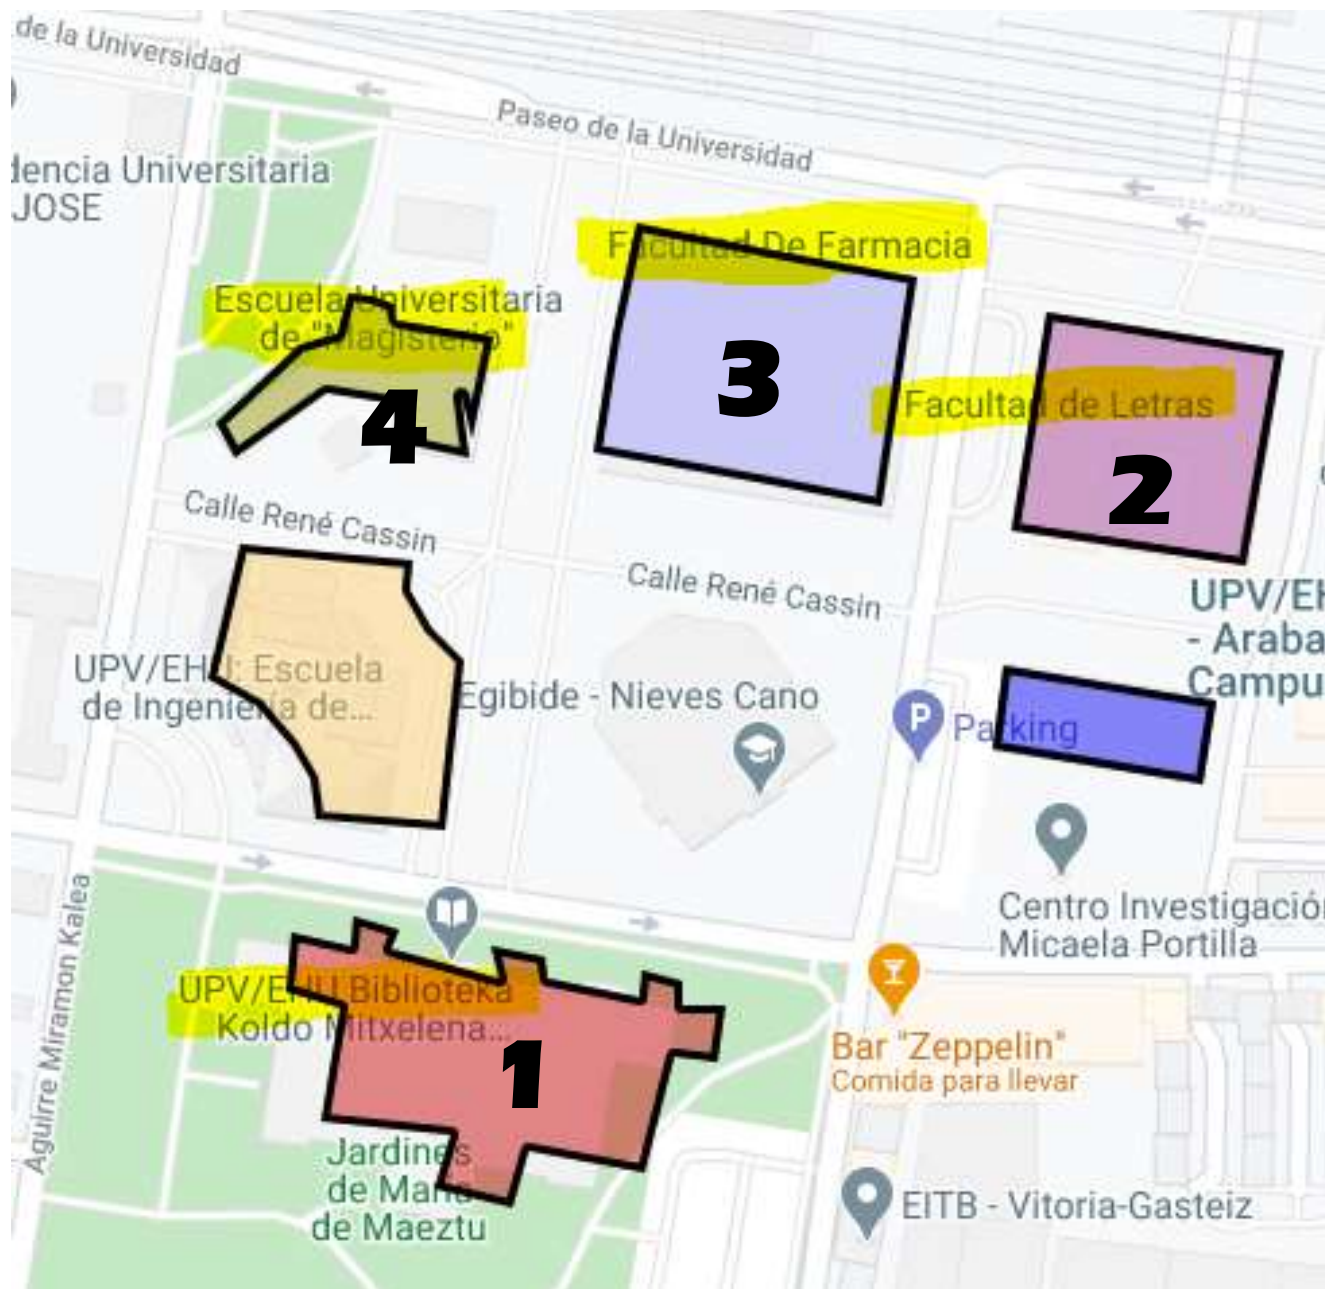 de la Universidad
Paseo de la Universidad
dencia Universitaria
JOSE
Facultad De Farmacia
Escuela Universitaria
de "Magisterio"
3
4
Facultad de Letras
2
Calle René Cassin
Calle René Cassin
UPV/EH
- Araba
Campu
UPV/EHU: Escuela
de Ingeniería de...
Egibide - Nieves Cano
P
Parking
Centro Investigación
Micaela Portilla
Aguirre Miramon Kalea
UPV/EHU Biblioteka
Koldo Mitxelena...
1
Bar "Zeppelin"
Comida para llevar
Jardines
de María
de Maeztu
EITB - Vitoria-Gasteiz